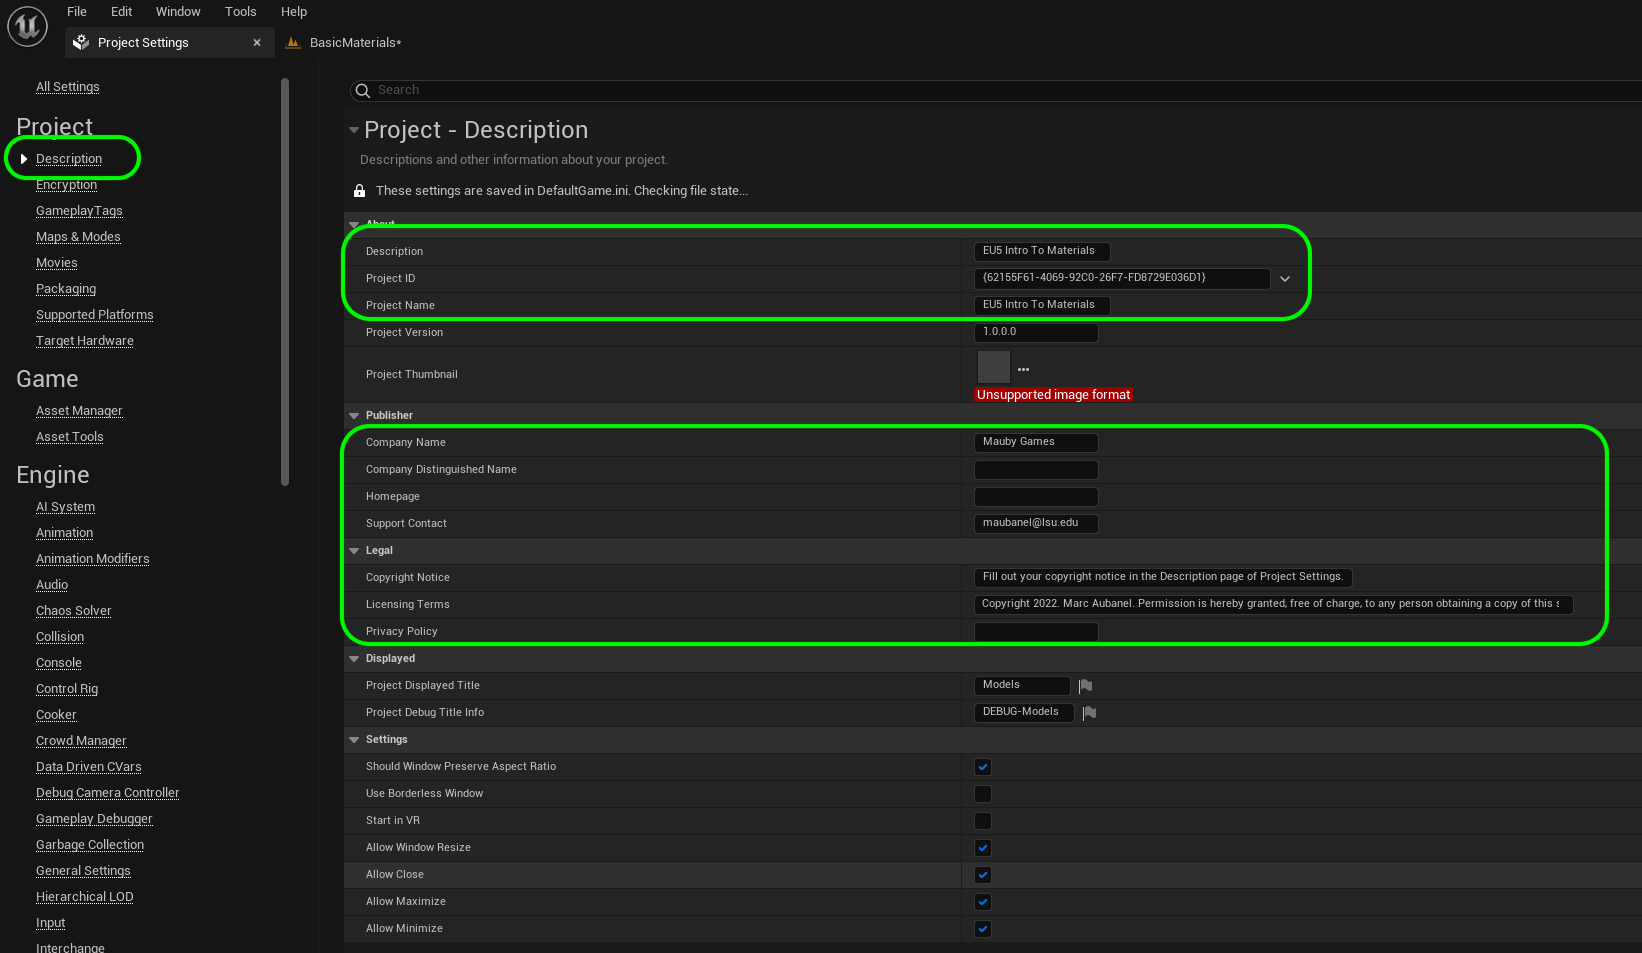 File Edit Window Tools Help
Project Settings × BasicMaterials*
All Settings
Project
Description
Encryption
GameplayTags
Maps & Modes
Movies
Packaging
Supported Platforms
Target Hardware
Game
Asset Manager
Asset Tools
Engine
AI System
Animation
Animation Modifiers
Audio
Chaos Solver
Collision
Console
Control Rig
Cooker
Crowd Manager
Data Driven CVars
Debug Camera Controller
Gameplay Debugger
Garbage Collection
General Settings
Hierarchical LOD
Input
Interchange
Search
Project - Description
Descriptions and other information about your project.
These settings are saved in DefaultGame.ini. Checking file state...
About
Description EU5 Intro To Materials
Project ID {62155F61-4069-92C0-26F7-FD8729E036D1}
Project Name EU5 Intro To Materials
Project Version 1.0.0.0
Project Thumbnail ...
Unsupported image format
Publisher
Company Name Mauby Games
Company Distinguished Name
Homepage
Support Contact maubanel@lsu.edu
Legal
Copyright Notice Fill out your copyright notice in the Description page of Project Settings.
Licensing Terms Copyright 2022. Marc Aubanel. Permission is hereby granted, free of charge, to any person obtaining a copy of this s
Privacy Policy
Displayed
Project Displayed Title Models
Project Debug Title Info DEBUG-Models
Settings
Should Window Preserve Aspect Ratio
Use Borderless Window
Start in VR
Allow Window Resize
Allow Close
Allow Maximize
Allow Minimize